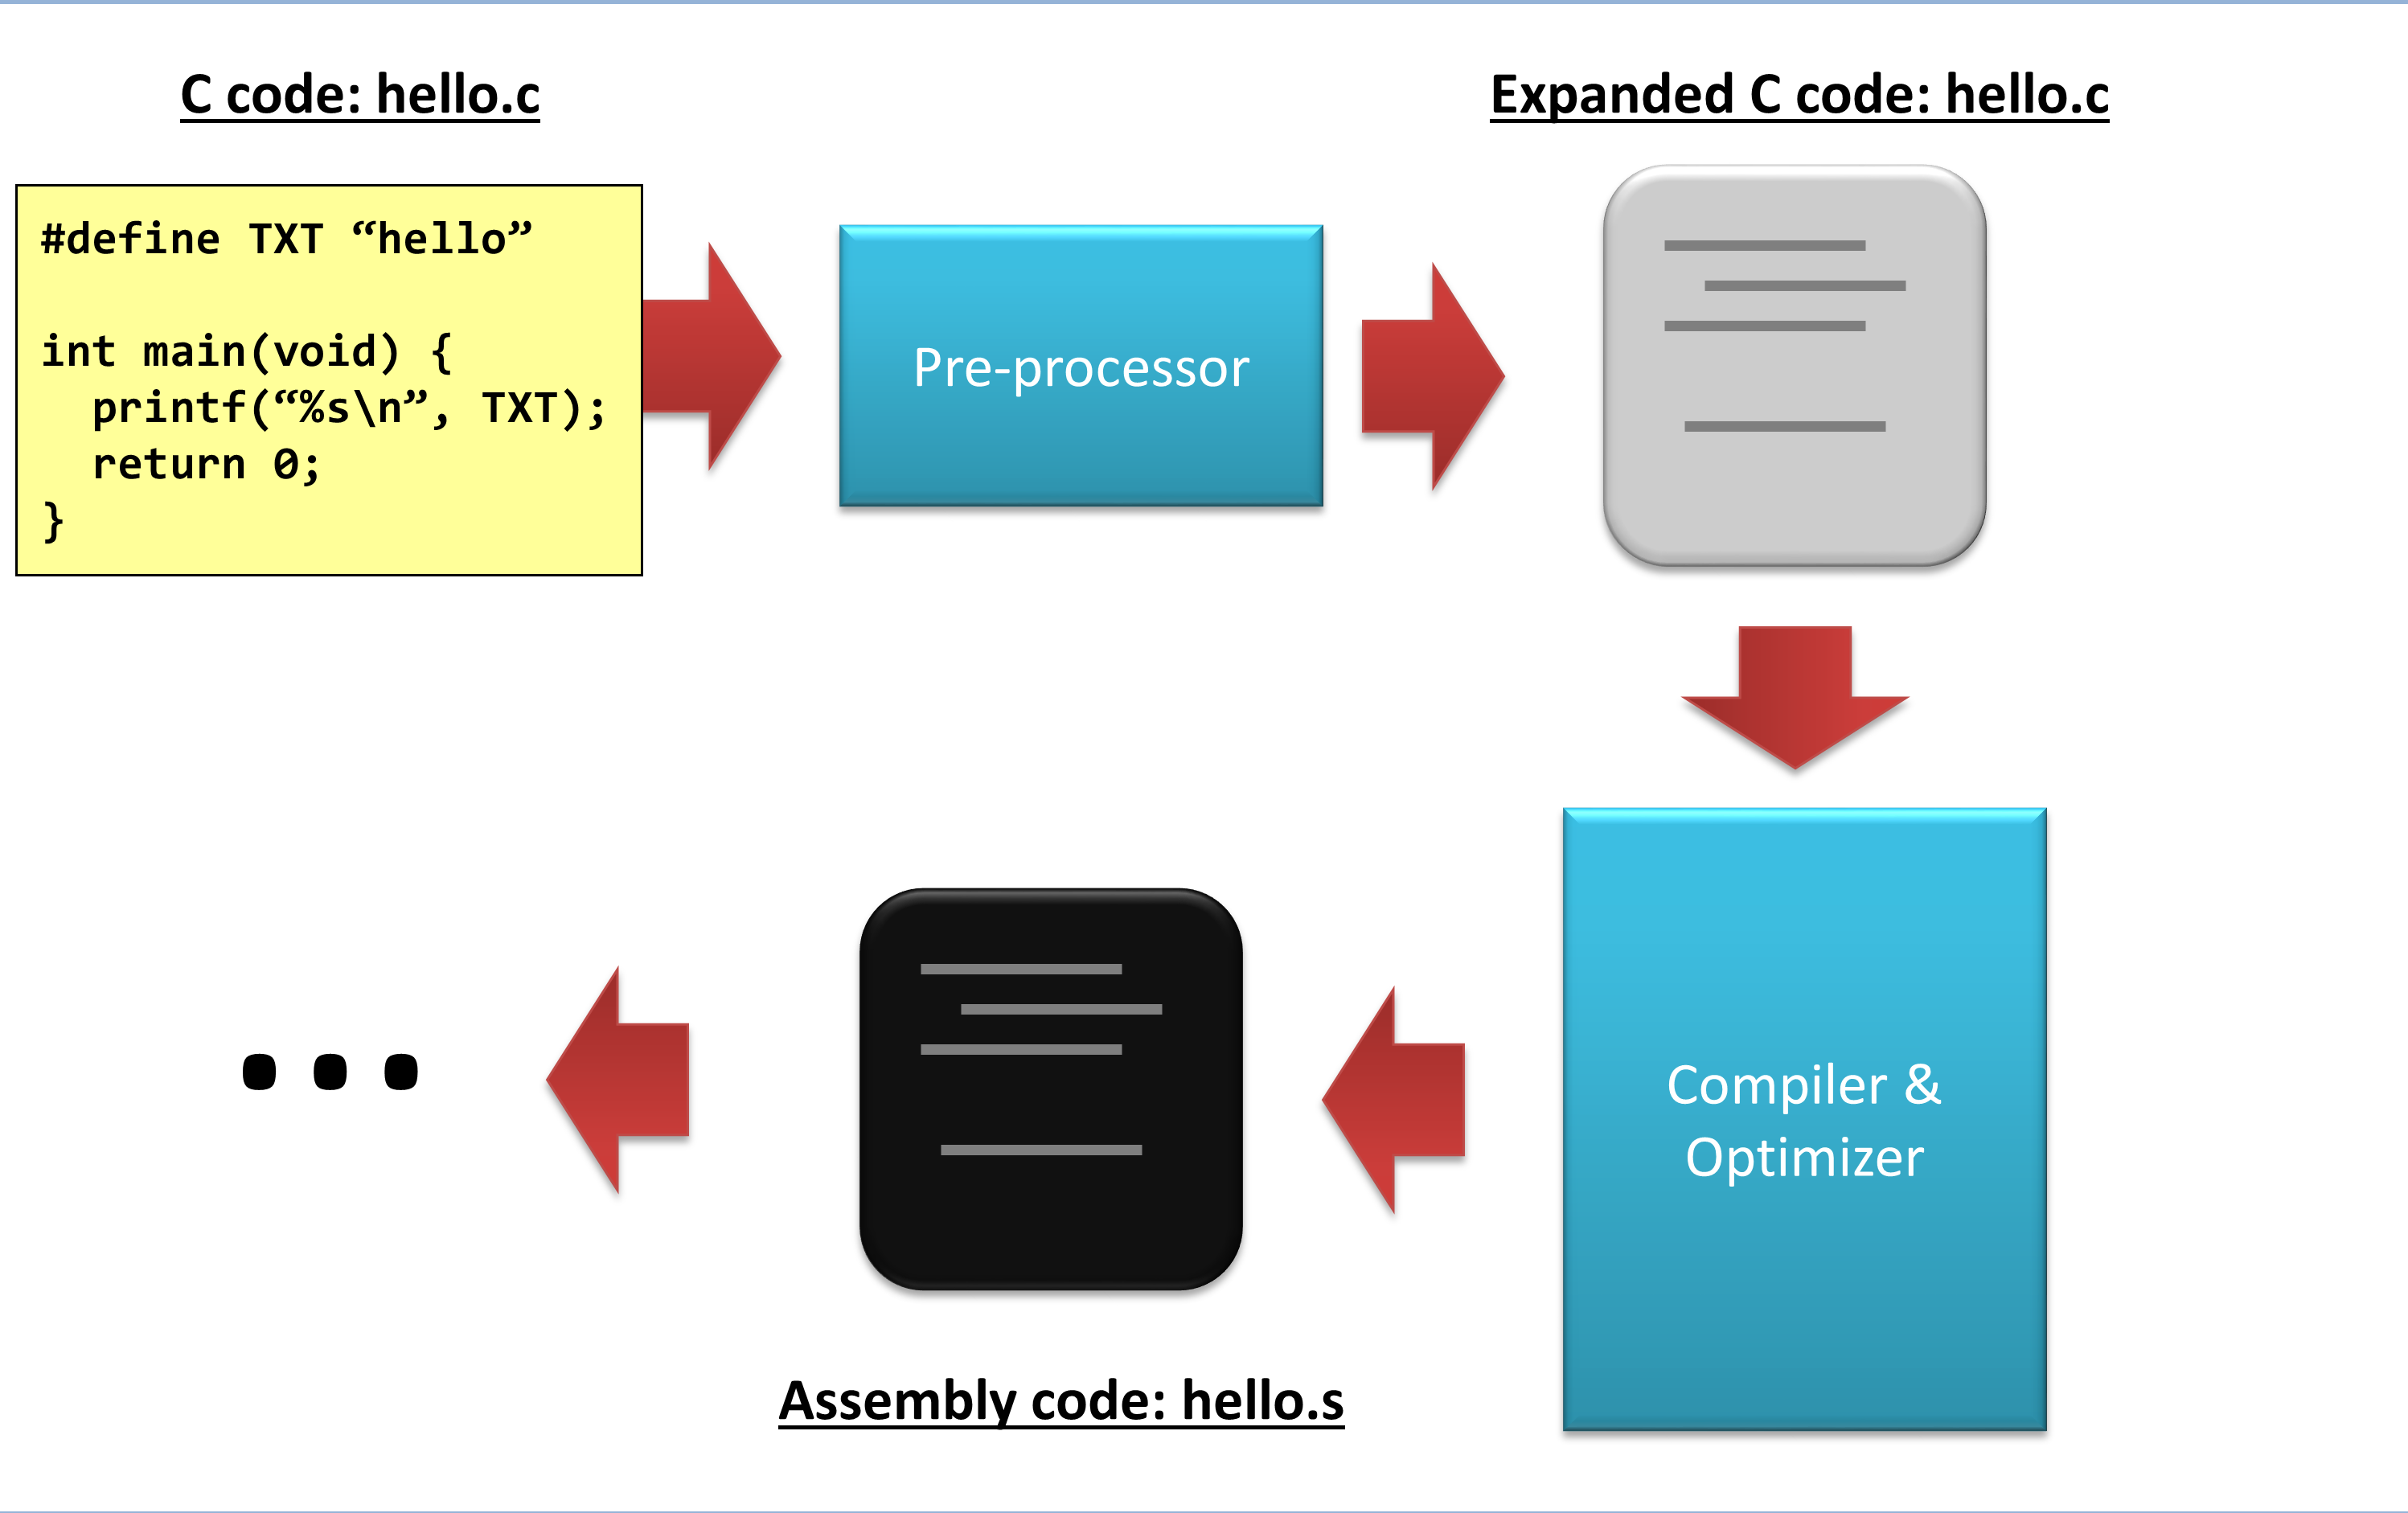 C code: hello.c
Expanded C code: hello.c
#define TXT “hello”
int main(void) {
  printf(“%s\n”, TXT);
  return 0;
}
Pre-processor
Compiler &
Optimizer
...
Assembly code: hello.s